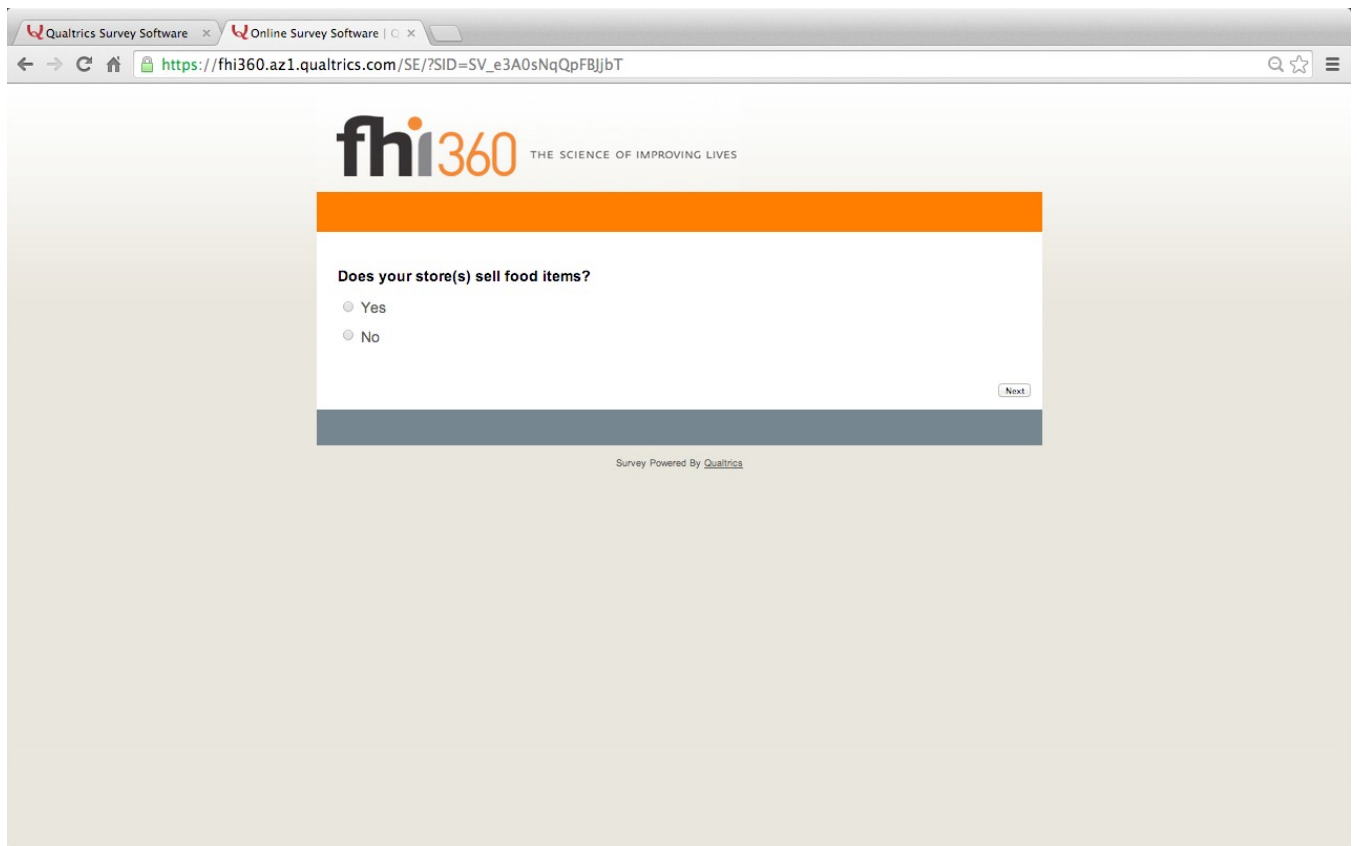 Qualtrics Survey Software
Online Survey Software | Q
https://fhi360.az1.qualtrics.com/SE/?SID=SV_e3A0sNqQpFBJjbT
fhi360 THE SCIENCE OF IMPROVING LIVES
Does your store(s) sell food items?
Yes
No
Next
Survey Powered By Qualtrics